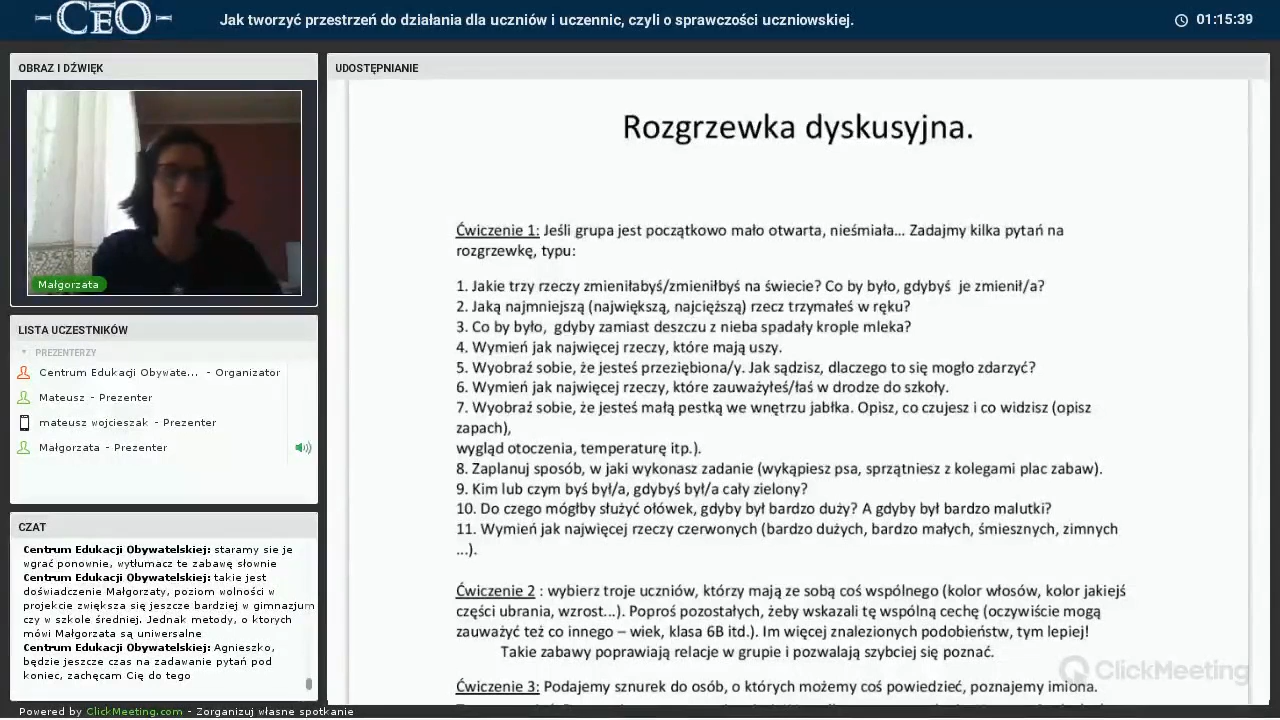 CEO
Jak tworzyć przestrzeń do działania dla uczniów i uczennic, czyli o sprawczości uczniowskiej.
01:15:39
OBRAZ I DŹWIĘK
Małgorzata
LISTA UCZESTNIKÓW
PREZENTERZY
Centrum Edukacji Obywate... - Organizator
Mateusz - Prezenter
mateusz wojcieszak - Prezenter
Małgorzata - Prezenter
CZAT
Centrum Edukacji Obywatelskiej: staramy sie je
wgrać ponownie, wytłumacz te zabawę słownie
Centrum Edukacji Obywatelskiej: takie jest
doświadczenie Małgorzaty, poziom wolności w
projekcie zwiększa się jeszcze bardziej w gimnazjum
czy w szkole średniej. Jednak metody, o ktorych
mówi Małgorzata są uniwersalne
Centrum Edukacji Obywatelskiej: Agnieszko,
będzie jeszcze czas na zadawanie pytań pod
koniec, zachęcam Cię do tego
UDOSTĘPNIANIE
Rozgrzewka dyskusyjna.
Ćwiczenie 1: Jeśli grupa jest początkowo mało otwarta, nieśmiała... Zadajmy kilka pytań na
rozgrzewkę, typu:
1. Jakie trzy rzeczy zmieniłabyś/zmieniłbyś na świecie? Co by było, gdybyś je zmienił/a?
2. Jaką najmniejszą (największą, najcięższą) rzecz trzymałeś w ręku?
3. Co by było, gdyby zamiast deszczu z nieba spadały krople mleka?
4. Wymień jak najwięcej rzeczy, które mają uszy.
5. Wyobraź sobie, że jesteś przeziębiona/y. Jak sądzisz, dlaczego to się mogło zdarzyć?
6. Wymień jak najwięcej rzeczy, które zauważyłeś/łaś w drodze do szkoły.
7. Wyobraź sobie, że jesteś małą pestką we wnętrzu jabłka. Opisz, co czujesz i co widzisz (opisz
zapach),
wygląd otoczenia, temperaturę itp.).
8. Zaplanuj sposób, w jaki wykonasz zadanie (wykąpiesz psa, sprzątniesz z kolegami plac zabaw).
9. Kim lub czym byś był/a, gdybyś był/a cały zielony?
10. Do czego mógłby służyć ołówek, gdyby był bardzo duży? A gdyby był bardzo malutki?
11. Wymień jak najwięcej rzeczy czerwonych (bardzo dużych, bardzo małych, śmiesznych, zimnych
...).
Ćwiczenie 2 : wybierz troje uczniów, którzy mają ze sobą coś wspólnego (kolor włosów, kolor jakiejś
części ubrania, wzrost...). Poproś pozostałych, żeby wskazali tę wspólną cechę (oczywiście mogą
zauważyć też co innego – wiek, klasa 6B itd.). Im więcej znalezionych podobieństw, tym lepiej!
Takie zabawy poprawiają relacje w grupie i pozwalają szybciej się poznać.
Ćwiczenie 3: Podajemy sznurek do osób, o których możemy coś powiedzieć, poznajemy imiona.
ClickMeeting
Powered by ClickMeeting.com - Zorganizuj własne spotkanie